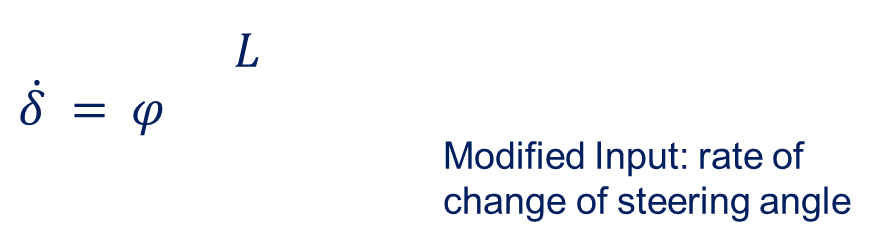 L
δ̇ = φ
Modified Input: rate of
change of steering angle